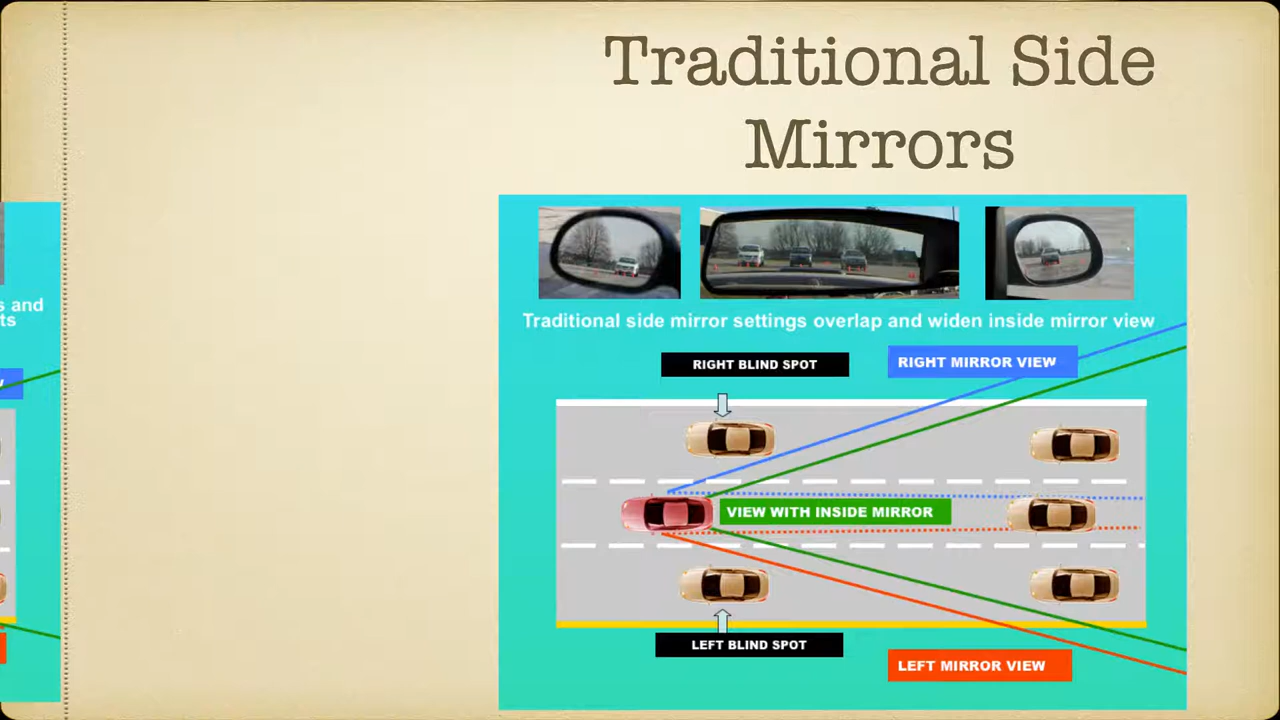 Traditional Side
Mirrors
s and
ts
Traditional side mirror settings overlap and widen inside mirror view
RIGHT BLIND SPOT
RIGHT MIRROR VIEW
VIEW WITH INSIDE MIRROR
LEFT BLIND SPOT
LEFT MIRROR VIEW